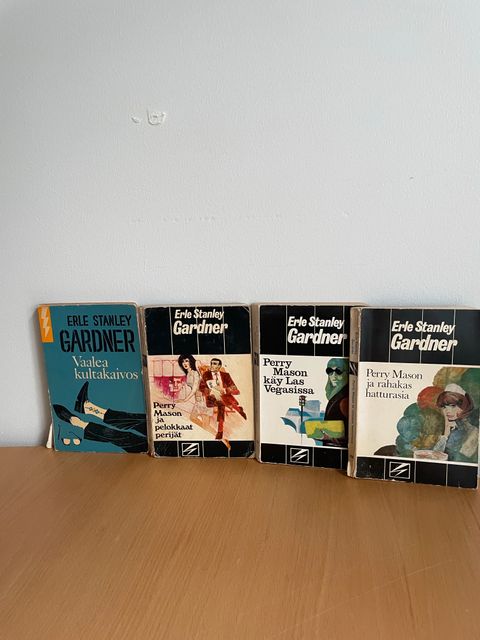 ERLE STANLEY
GARDNER
Vaalea
kultakaivos
Erle Stanley
Gardner
Perry
Mason
ja
pelokkaat
perijät
Erle Stanley
Gardner
Perry
Mason
käy Las
Vegasissa
Erle Stanley
Gardner
Perry Mason
ja rahakas
hatturasia